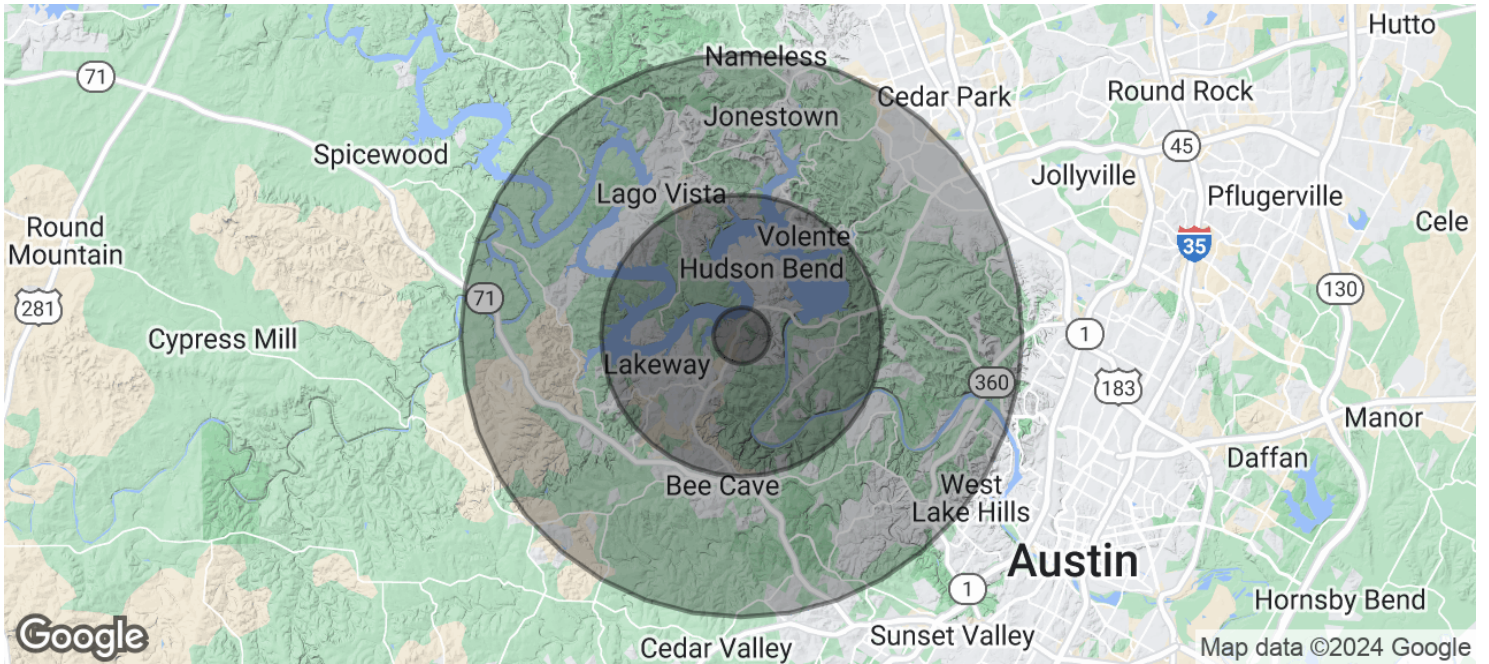 Hutto
Nameless
71
Cedar Park
Round Rock
Jonestown
45
Spicewood
Jollyville
Lago Vista
Pflugerville
Cele
Round
Mountain
Volente
35
Hudson Bend
71
130
281
Cypress Mill
1
Lakeway
360
183
Manor
Daffan
Bee Cave
West
Lake Hills
Austin
1
Hornsby Bend
Google
Cedar Valley
Sunset Valley
Map data ©2024 Google